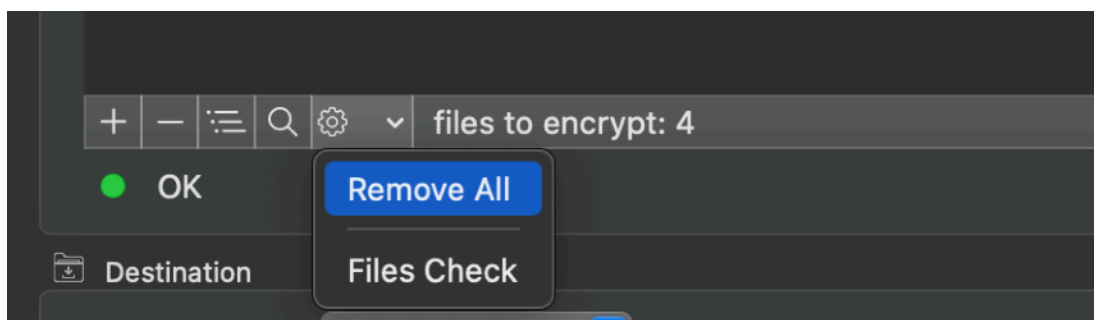 files to encrypt: 4
OK
Remove All
Files Check
Destination